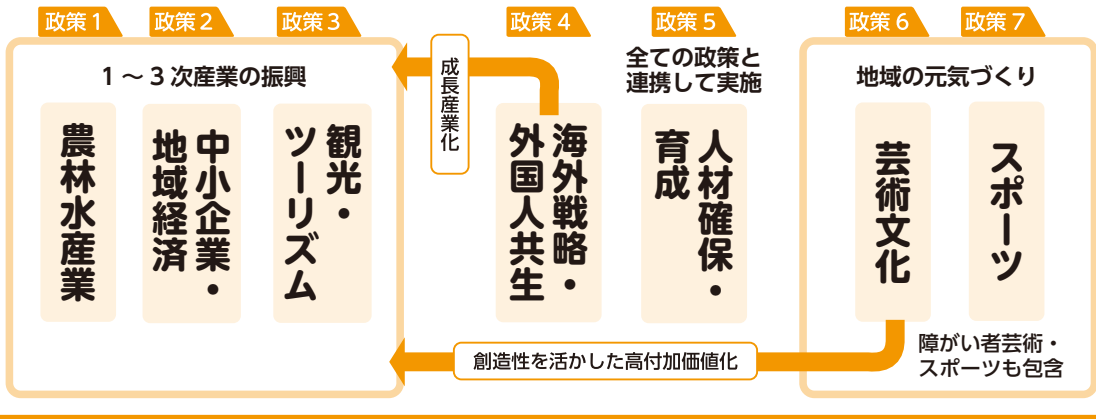 政策1
政策2
政策3
政策4
政策5
政策6
政策7
1～3次産業の振興
農林水産業
中小企業・
地域経済
観光・
ツーリズム
成長産業化
海外戦略・
外国人共生
全ての政策と
連携して実施
人材確保・
育成
地域の元気づくり
芸術文化
スポーツ
創造性を活かした高付加価値化
障がい者芸術・
スポーツも包含